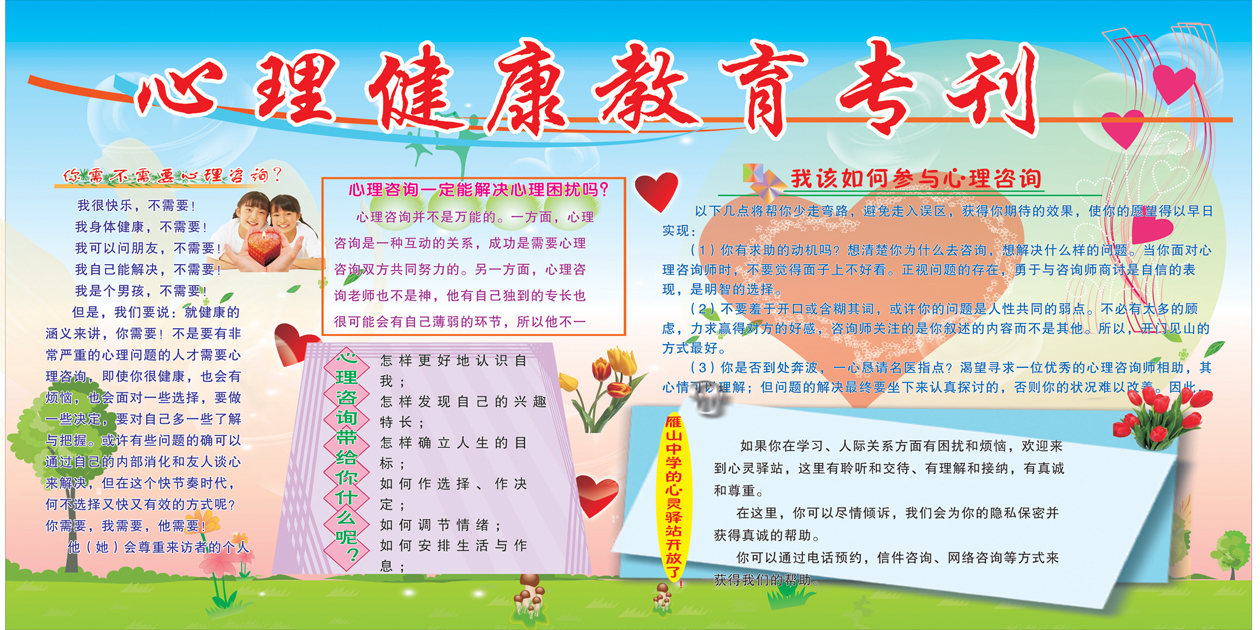 心理健康教育专刊
你需不需要心理咨询？
我很快乐，不需要！
我身体健康，不需要！
我可以问朋友，不需要！
我自己能解决，不需要！
我是个男孩，不需要！
但是，我们要说：就健康的
涵义来讲，你需要！不是要有非
常严重的心理问题的人才需要心
理咨询，即使你很健康，也会有
烦恼，也会面对一些选择，要做
一些决定，要对自己多一些了解
与把握。或许有些问题的确可以
通过自己的内部消化和友人谈心
来解决，但在这个快节奏时代，
何不选择又快又有效的方式呢？
你需要，我需要，他需要！
他（她）会尊重来访者的个人
心理咨询一定能解决心理困扰吗？
心理咨询并不是万能的。一方面，心理
咨询是一种互动的关系，成功是需要心理
咨询双方共同努力的。另一方面，心理咨
询老师也不是神，他有自己独到的专长也
很可能会有自己薄弱的环节，所以他不一
心理咨询带给你什么呢？
怎样更好地认识自
我；
怎样发现自己的兴趣
特长；
怎样确立人生的目
标；
如何作选择、作决
定；
如何调节情绪；
如何安排生活与作
息；
我该如何参与心理咨询
以下几点将帮你少走弯路，避免走入误区，获得你期待的效果，使你的愿望得以早日
实现：
（1）你有求助的动机吗？想清楚你为什么去咨询，想解决什么样的问题。当你面对心
理咨询师时，不要觉得面子上不好看。正视问题的存在，勇于与咨询师商讨是自信的表
现，是明智的选择。
（2）不要羞于开口或含糊其词，或许你的问题是人性共同的弱点。不必有太多的顾
虑，力求赢得对方的好感，咨询师关注的是你叙述的内容而不是其他。所以，开门见山的
方式最好。
（3）你是否到处奔波，一心恳请名医指点？渴望寻求一位优秀的心理咨询师相助，其
心情可以理解；但问题的解决最终要坐下来认真探讨的，否则你的状况难以改善。因此，
雁山中学的心灵驿站开放了
如果你在学习、人际关系方面有困扰和烦恼，欢迎来
到心灵驿站，这里有聆听和交待、有理解和接纳，有真诚
和尊重。
在这里，你可以尽情倾诉，我们会为你的隐私保密并
获得真诚的帮助。
你可以通过电话预约，信件咨询、网络咨询等方式来
获得我们的帮助。